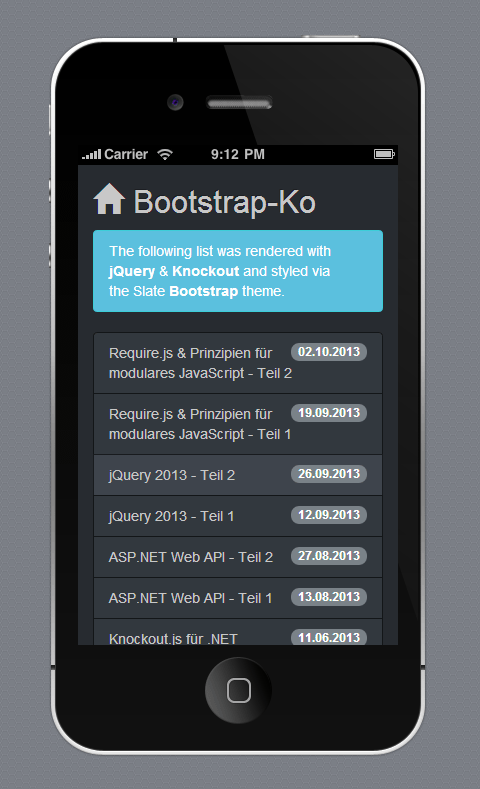 Carrier 9:12 PM
Bootstrap-Ko
The following list was rendered with
jQuery & Knockout and styled via
the Slate Bootstrap theme.
Require.js & Prinzipien für 02.10.2013
modulares JavaScript - Teil 2
Require.js & Prinzipien für 19.09.2013
modulares JavaScript - Teil 1
jQuery 2013 - Teil 2 26.09.2013
jQuery 2013 - Teil 1 12.09.2013
ASP.NET Web API - Teil 2 27.08.2013
ASP.NET Web API - Teil 1 13.08.2013
Knockout.js für .NET 11.06.2013